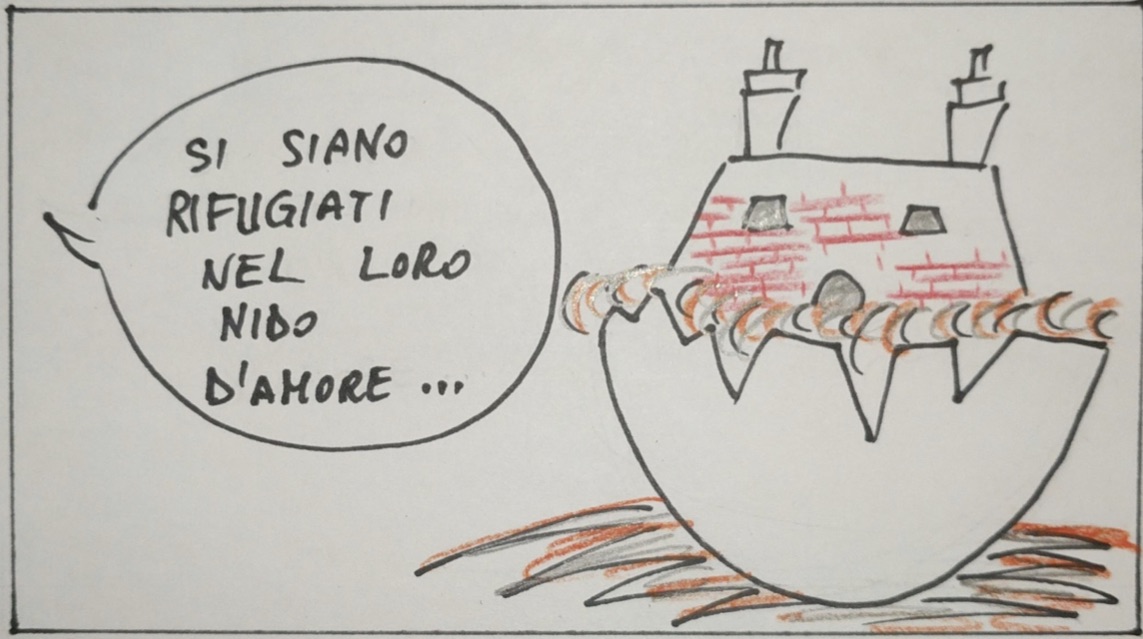 SI SIANO
RIFUGIATI
NEL LORO
NIDO
D'AMORE ...